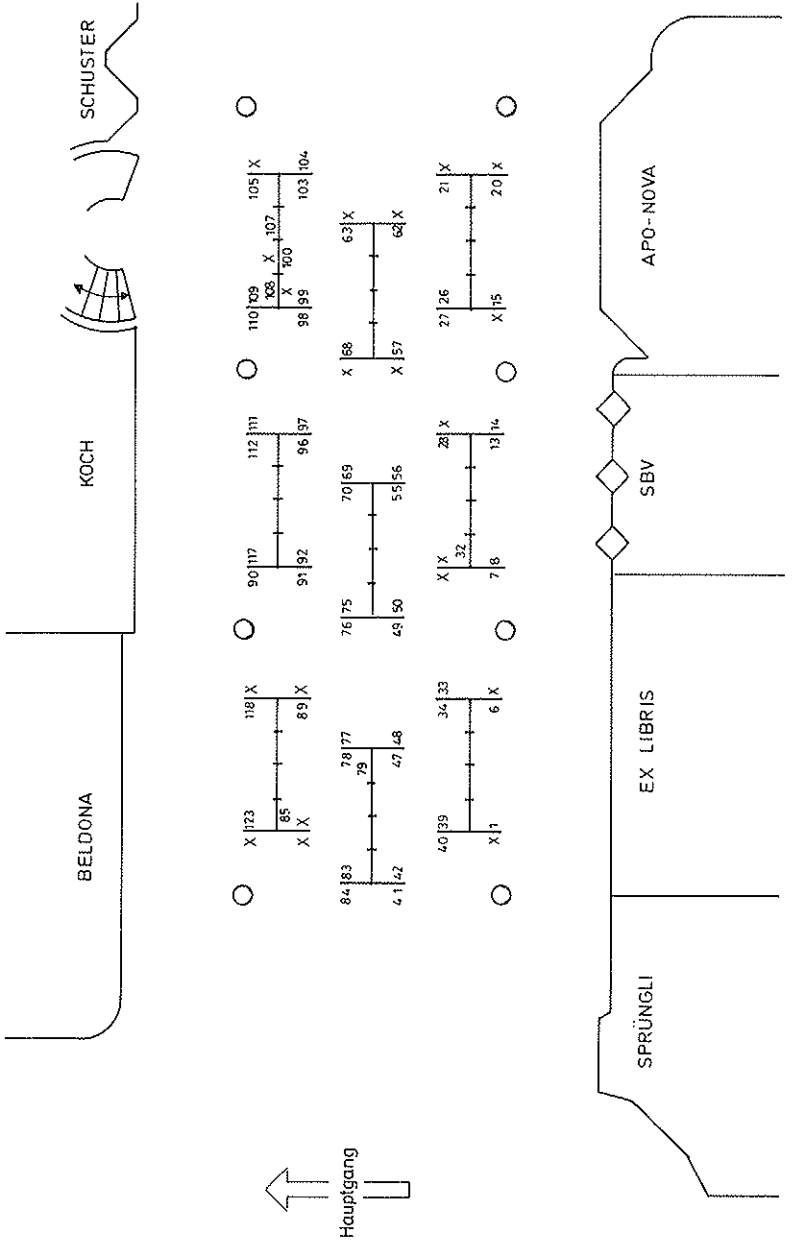 SCHUSTER
KOCH
BELDONA
105 X
107
X
110 109
108
100
X
98 99
103 104
112 111
90 117
91 92
96 97
118 X
X 123
85
X X
89 X
63 X
X 68
X 57
62 X
70 69
76 75
49 50
55 56
78 77
79
84 83
41 42
47 48
21 X
27 26
X 15
20 X
28 X
X X
32
7 8
13 14
34 33
40 39
X 1
6 X
APO-NOVA
SBV
EX LIBRIS
SPRÜNGLI
Hauptgang